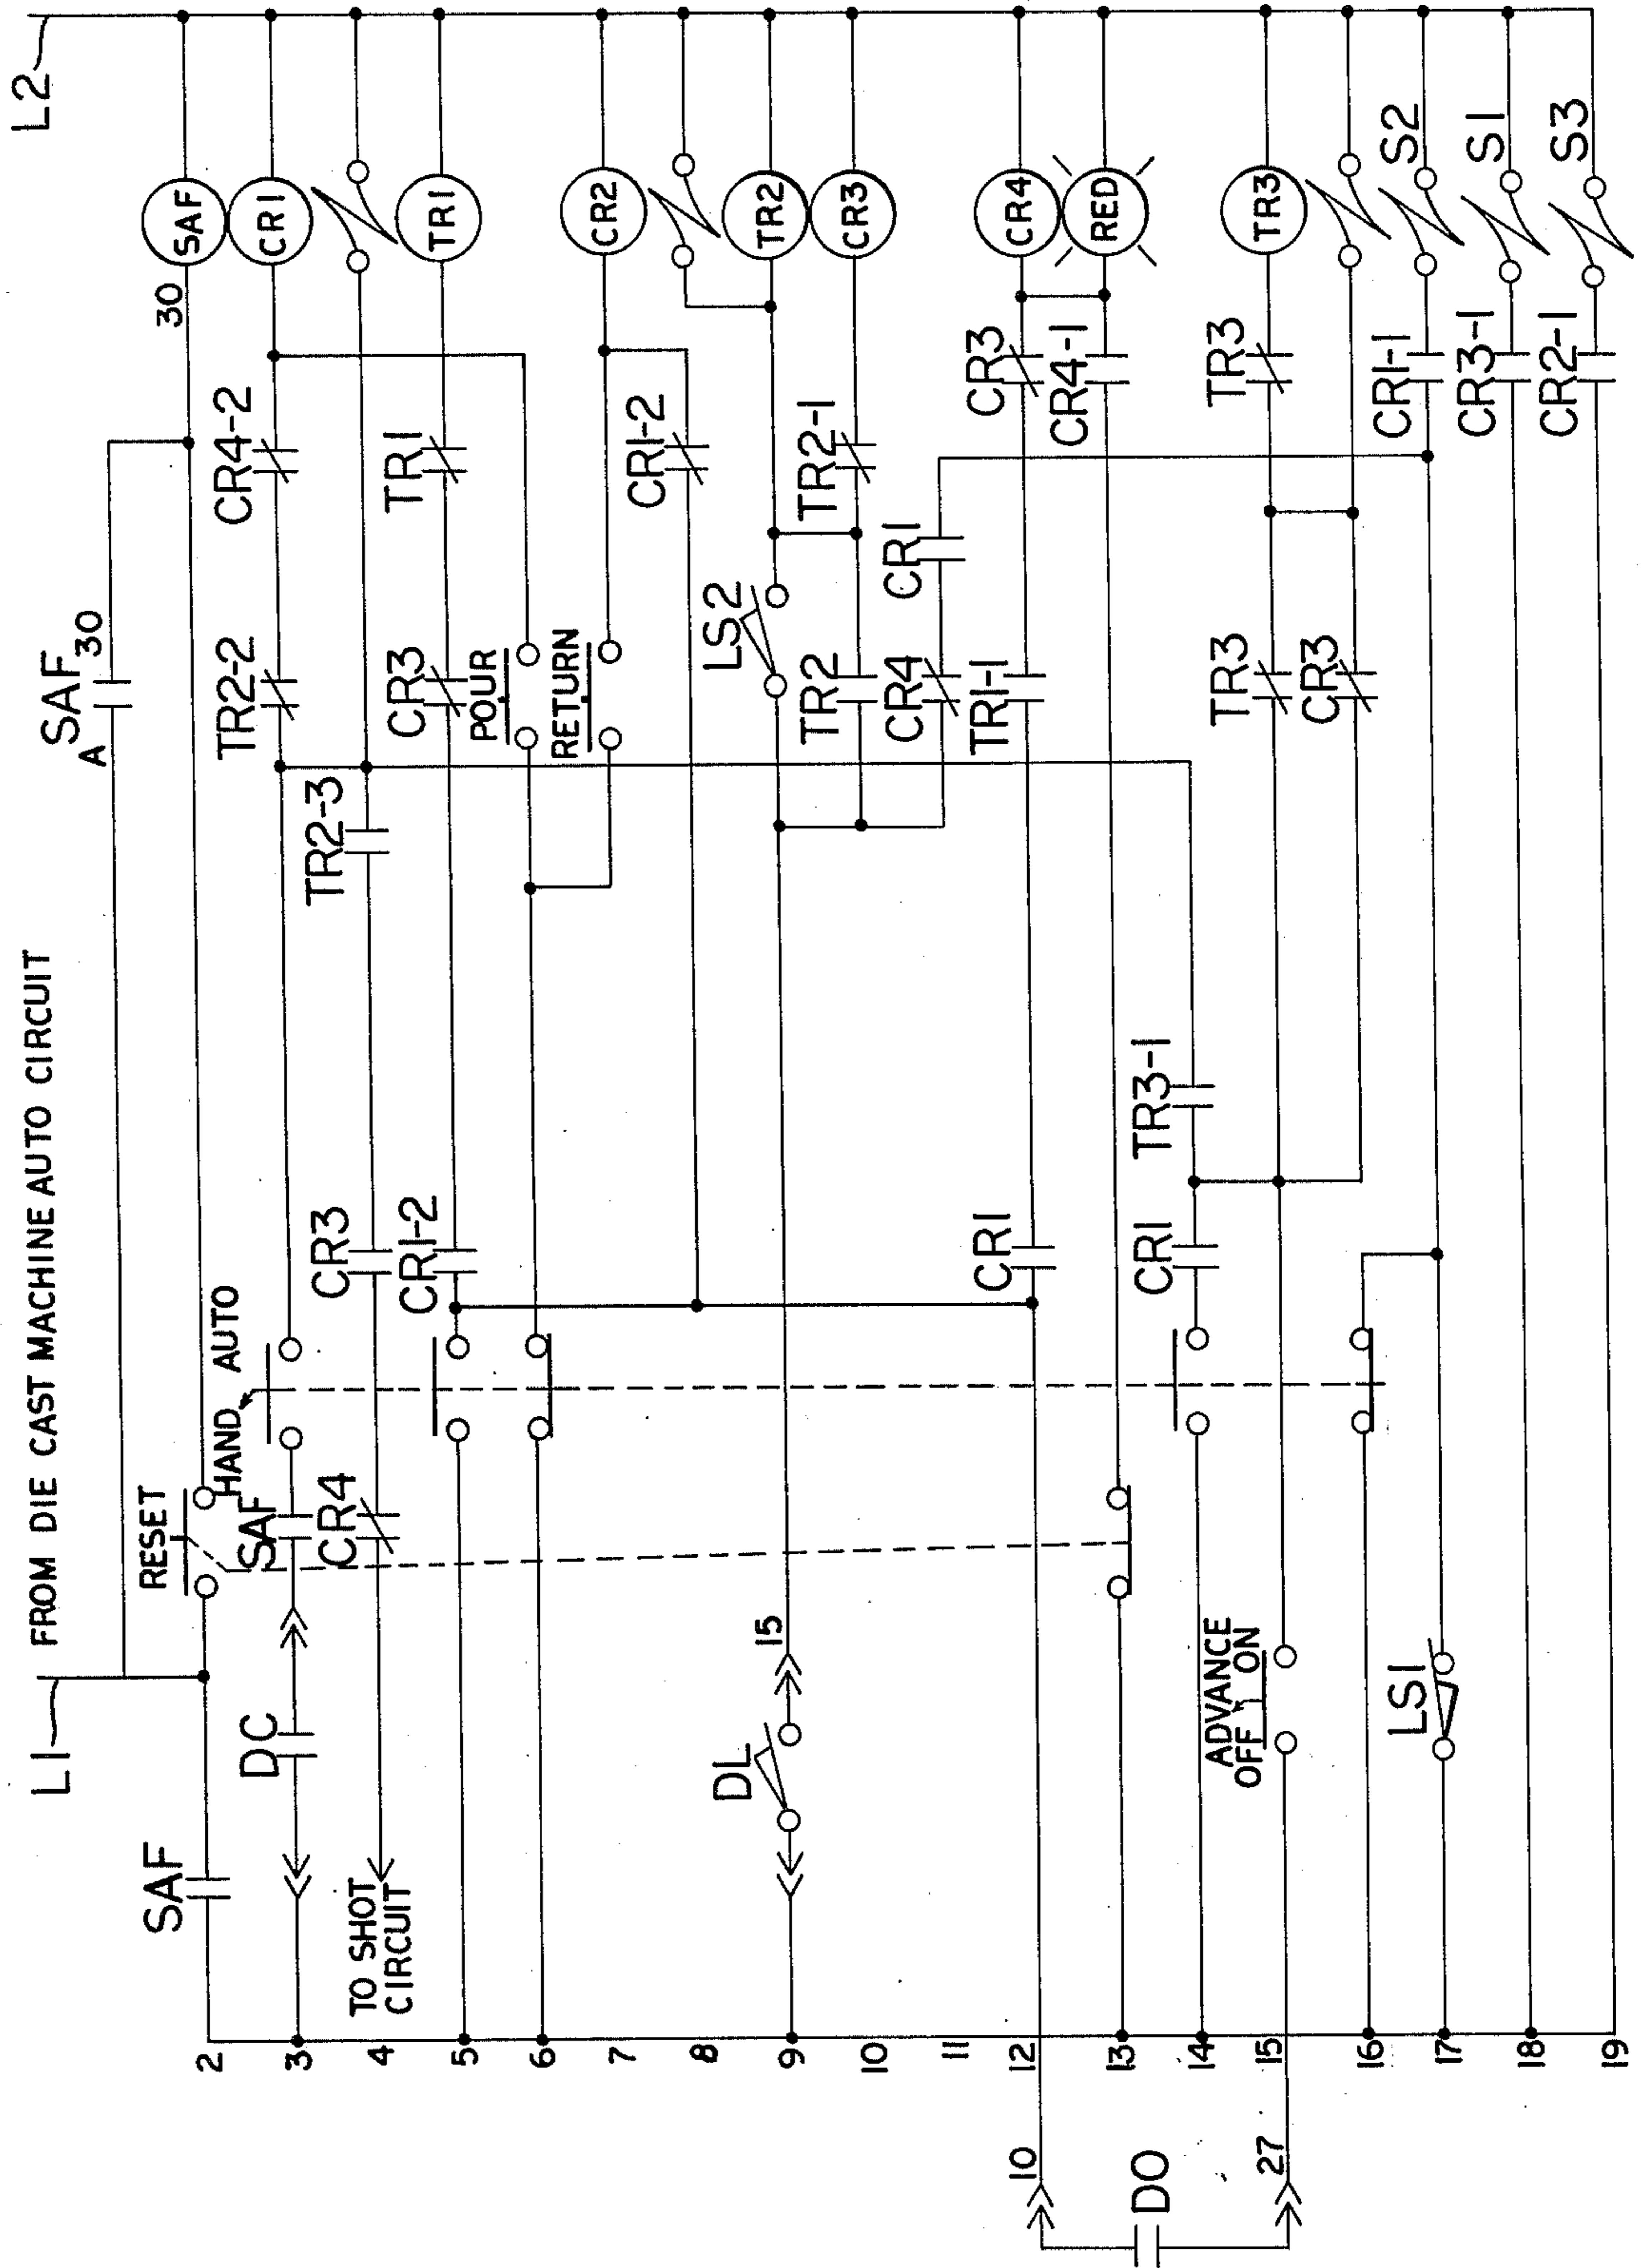 L1
FROM DIE CAST MACHINE AUTO CIRCUIT
L2
SAF
A
30
2
SAF
RESET
30
SAF
3
DC
SAF
HAND
AUTO
TR2-2
CR4-2
CR1
4
TO SHOT
CIRCUIT
CR4
CR3
TR2-3
5
CR1-2
CR3
TR1
TR1
6
POUR
7
RETURN
CR2
8
CR1-2
9
DL
15
LS2
TR2
10
TR2
TR2-1
CR3
11
CR4
CR1
10
12
CR1
TR1-1
CR3
CR4
DO
13
CR4-1
RED
14
CR1
TR3-1
27
15
ADVANCE
OFF
ON
TR3
TR3
TR3
16
CR3
17
LS1
CR1-1
S2
18
CR3-1
S1
19
CR2-1
S3